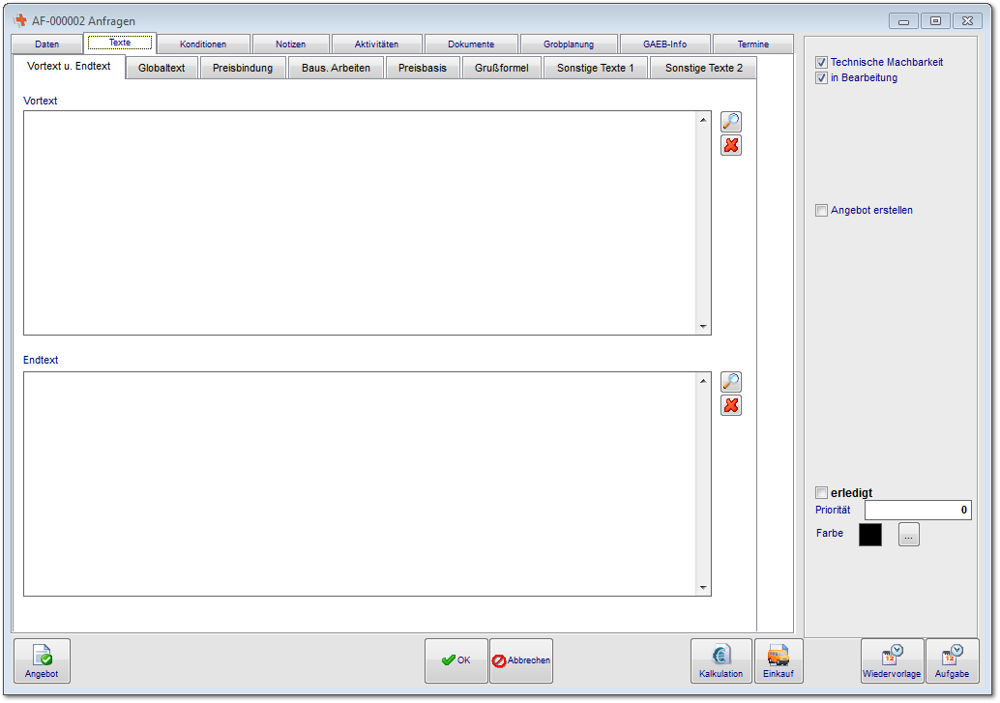 AF-000002 Anfragen
Daten Texte Konditionen Notizen Aktivitäten Dokumente Grobplanung GAEB-Info Termine
Vortext u. Endtext Globaltext Preisbindung Baus. Arbeiten Preisbasis Grußformel Sonstige Texte 1 Sonstige Texte 2
Technische Machbarkeit
in Bearbeitung
Vortext
Angebot erstellen
Endtext
erledigt
Priorität 0
Farbe ...
Angebot OK Abbrechen Kalkulation Einkauf Wiedervorlage Aufgabe